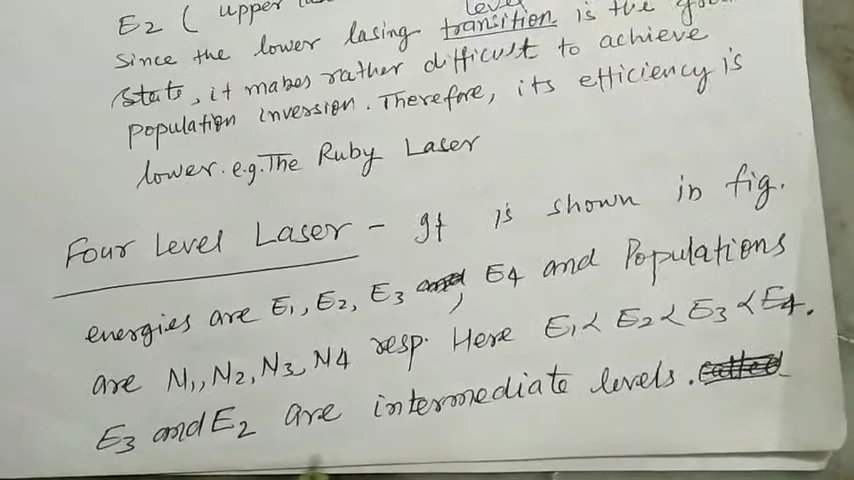 E2 ( upper
level
Since the lower lasing transition is the
State, it makes rather difficult to achieve
population inversion. Therefore, its efficiency is
lower. e.g. The Ruby Laser
Four Level Laser - It is shown in fig.
energies are E1, E2, E3, E4 and Populations
are N1, N2, N3, N4 resp. Here E1 < E2 < E3 < E4.
E3 and E2 are intermediate levels.